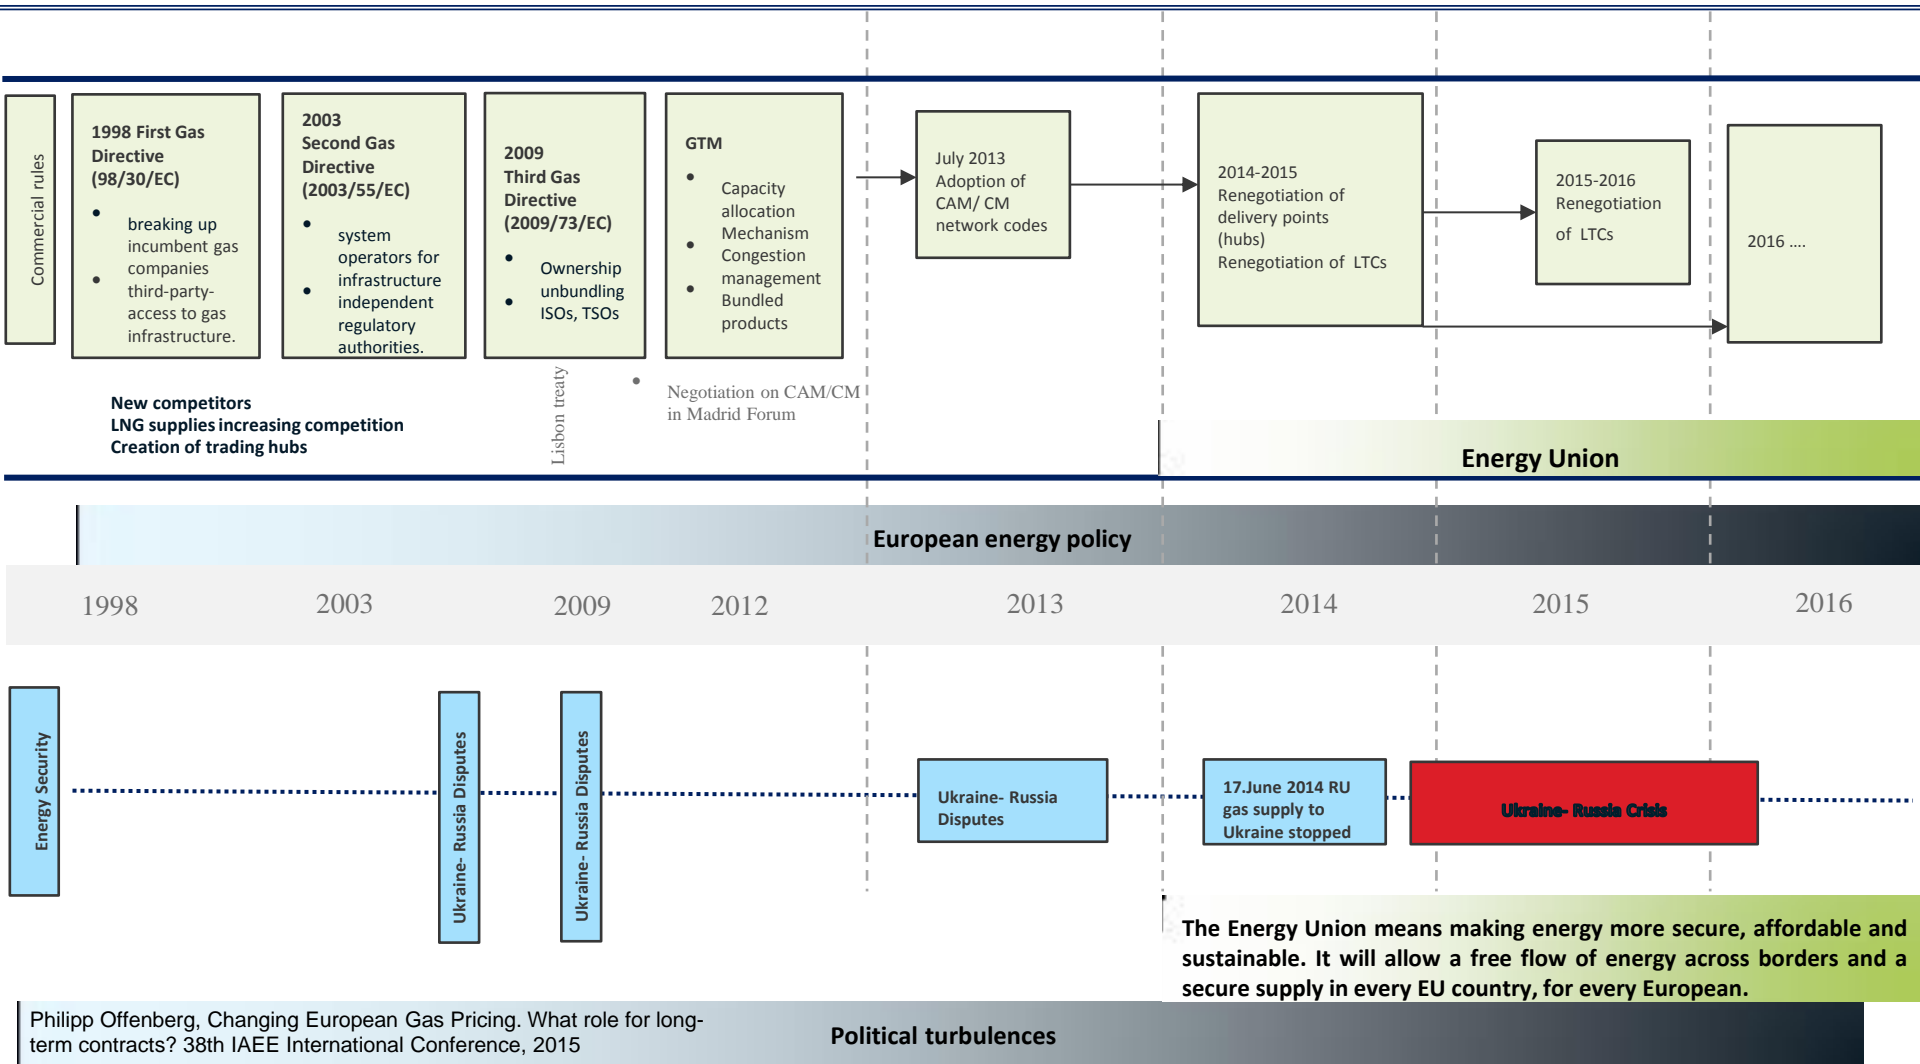 Commercial rules
1998 First Gas
Directive
(98/30/EC)
• breaking up
incumbent gas
companies
• third-party-
access to gas
infrastructure.
2003
Second Gas
Directive
(2003/55/EC)
• system
operators for
infrastructure
• independent
regulatory
authorities.
2009
Third Gas
Directive
(2009/73/EC)
• Ownership
unbundling
• ISOs, TSOs
GTM
• Capacity
allocation
Mechanism
• Congestion
management
• Bundled
products
July 2013
Adoption of
CAM/ CM
network codes
2014-2015
Renegotiation of
delivery points
(hubs)
Renegotiation of LTCs
2015-2016
Renegotiation
of LTCs
2016 ....
New competitors
LNG supplies increasing competition
Creation of trading hubs
Lisbon treaty
• Negotiation on CAM/CM
in Madrid Forum
Energy Union
European energy policy
1998
2003
2009
2012
2013
2014
2015
2016
Energy Security
Ukraine- Russia Disputes
Ukraine- Russia Disputes
Ukraine- Russia
Disputes
17.June 2014 RU
gas supply to
Ukraine stopped
Ukraine- Russia Crisis
The Energy Union means making energy more secure, affordable and
sustainable. It will allow a free flow of energy across borders and a
secure supply in every EU country, for every European.
Philipp Offenberg, Changing European Gas Pricing. What role for long-
term contracts? 38th IAEE International Conference, 2015
Political turbulences